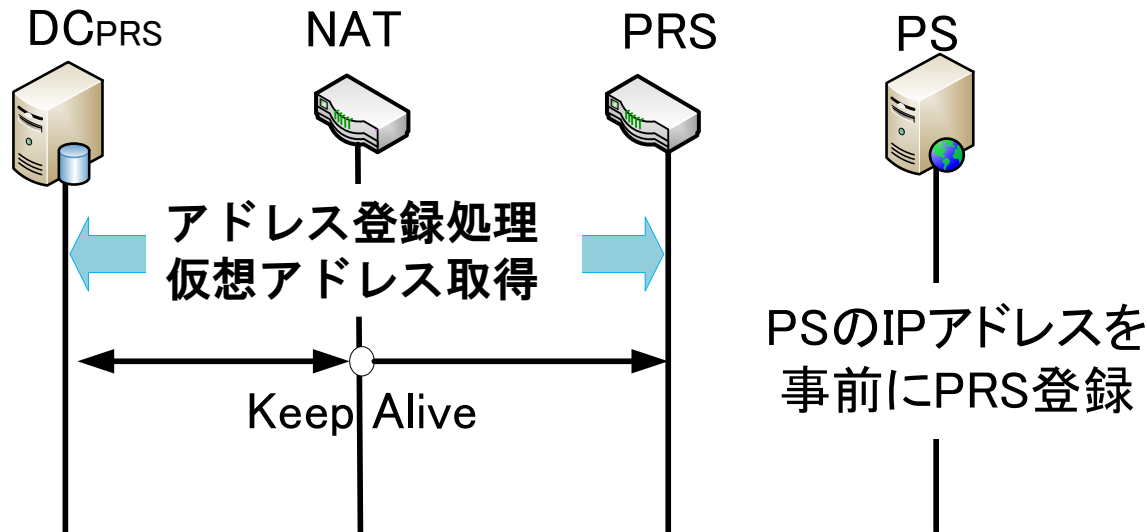 DCPRS
NAT
PRS
PS
アドレス登録処理
仮想アドレス取得
PSのIPアドレスを
事前にPRS登録
Keep Alive